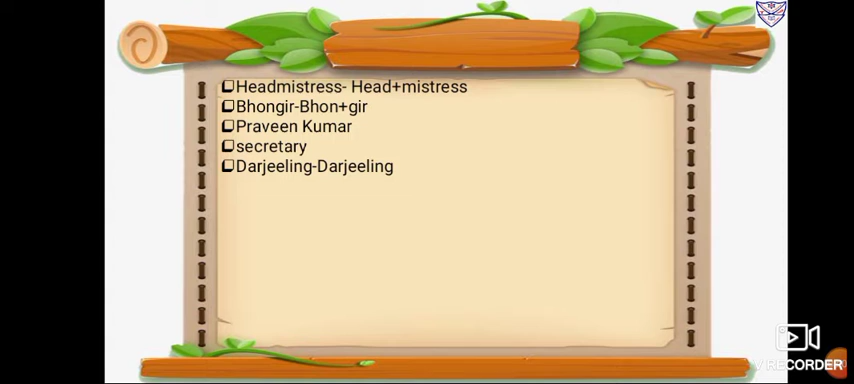 Headmistress- Head+mistress
Bhongir-Bhon+gir
Praveen Kumar
secretary
Darjeeling-Darjeeling
V RECORDER